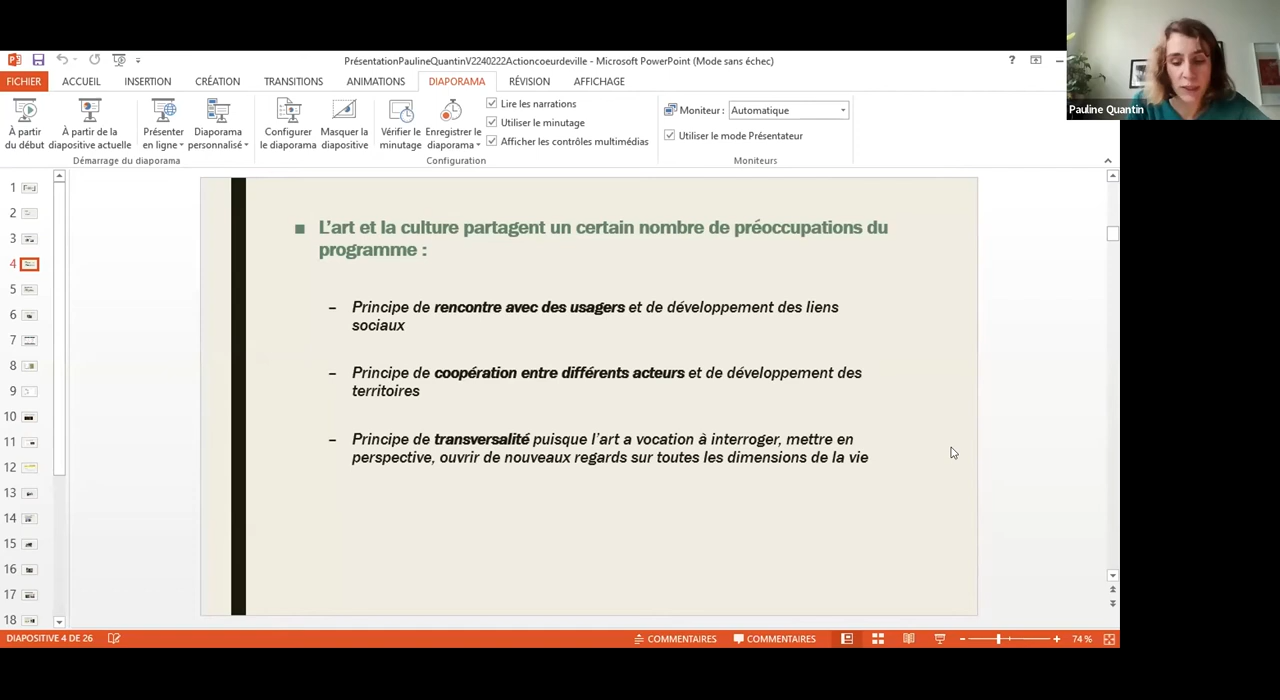 PrésentationPaulineQuantinV2240222Actioncoeurdeville - Microsoft PowerPoint (Mode sans échec)
Pauline Quantin
FICHIER ACCUEIL INSERTION CRÉATION TRANSITIONS ANIMATIONS DIAPORAMA RÉVISION AFFICHAGE
À partir du début
À partir de la diapositive actuelle
Présenter en ligne
Diaporama personnalisé
Démarrage du diaporama
Configurer le diaporama
Masquer la diapositive
Vérifier le minutage
Enregistrer le diaporama
Lire les narrations
Utiliser le minutage
Afficher les contrôles multimédias
Configuration
Moniteur : Automatique
Utiliser le mode Présentateur
Moniteurs
1
2
3
4
5
6
7
8
9
10
11
12
13
14
15
16
17
18
L'art et la culture partagent un certain nombre de préoccupations du
programme :
– Principe de rencontre avec des usagers et de développement des liens
sociaux
– Principe de coopération entre différents acteurs et de développement des
territoires
– Principe de transversalité puisque l'art a vocation à interroger, mettre en
perspective, ouvrir de nouveaux regards sur toutes les dimensions de la vie
DIAPOSITIVE 4 DE 26 COMMENTAIRES COMMENTAIRES 74 %